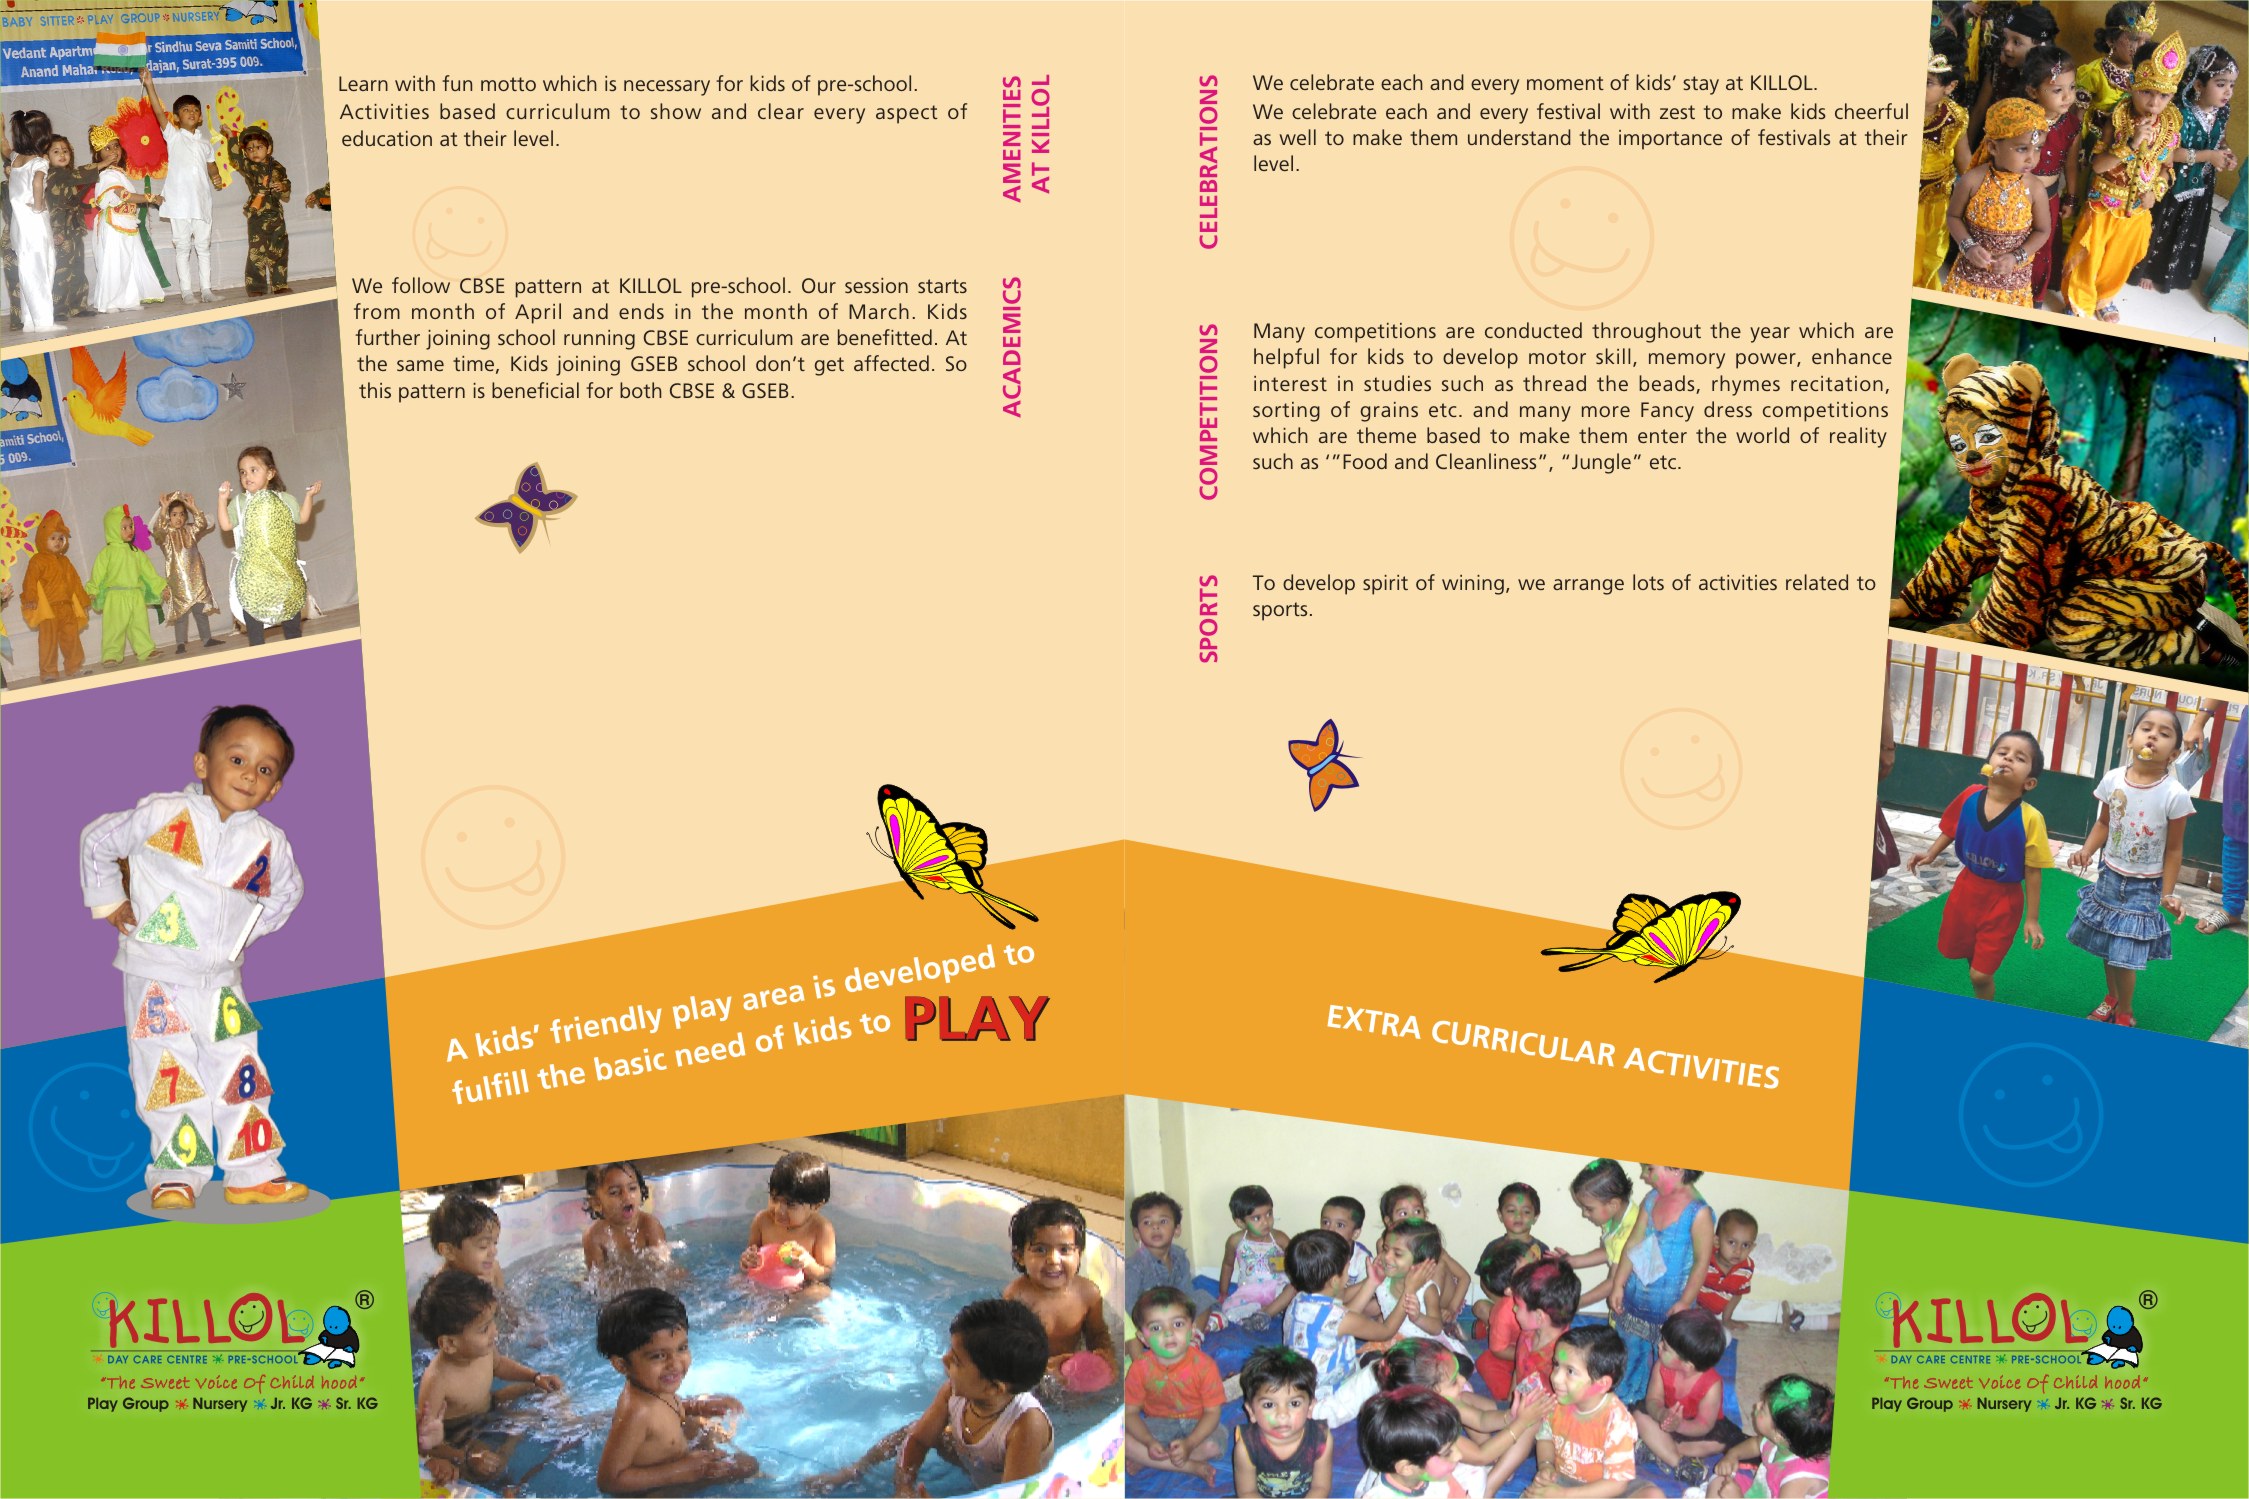 BABY SITTER PLAY GROUP NURSERY
Vedant Sindhu Seva Samiti School,
Anand Surat-395 009.
Learn with fun motto which is necessary for kids of pre-school.
Activities based curriculum to show and clear every aspect of
education at their level.
AMENITIES
AT KILLOL
We follow CBSE pattern at KILLOL pre-school. Our session starts
from month of April and ends in the month of March. Kids
further joining school running CBSE curriculum are benefitted. At
the same time, Kids joining GSEB school don’t get affected. So
this pattern is beneficial for both CBSE & GSEB.
ACADEMICS
School,
009.
1
2
3
5
6
7
8
9
10
A kids’ friendly play area is developed to
fulfill the basic need of kids to PLAY
KILLOL ®
DAY CARE CENTRE PRE-SCHOOL
“The Sweet Voice Of Child hood”
Play Group Nursery Jr. KG Sr. KG
CELEBRATIONS
We celebrate each and every moment of kids’ stay at KILLOL.
We celebrate each and every festival with zest to make kids cheerful
as well to make them understand the importance of festivals at their
level.
COMPETITIONS
Many competitions are conducted throughout the year which are
helpful for kids to develop motor skill, memory power, enhance
interest in studies such as thread the beads, rhymes recitation,
sorting of grains etc. and many more Fancy dress competitions
which are theme based to make them enter the world of reality
such as ‘”Food and Cleanliness”, “Jungle” etc.
SPORTS
To develop spirit of wining, we arrange lots of activities related to
sports.
KILLOL
EXTRA CURRICULAR ACTIVITIES
KILLOL ®
DAY CARE CENTRE PRE-SCHOOL
“The Sweet Voice Of Child hood”
Play Group Nursery Jr. KG Sr. KG